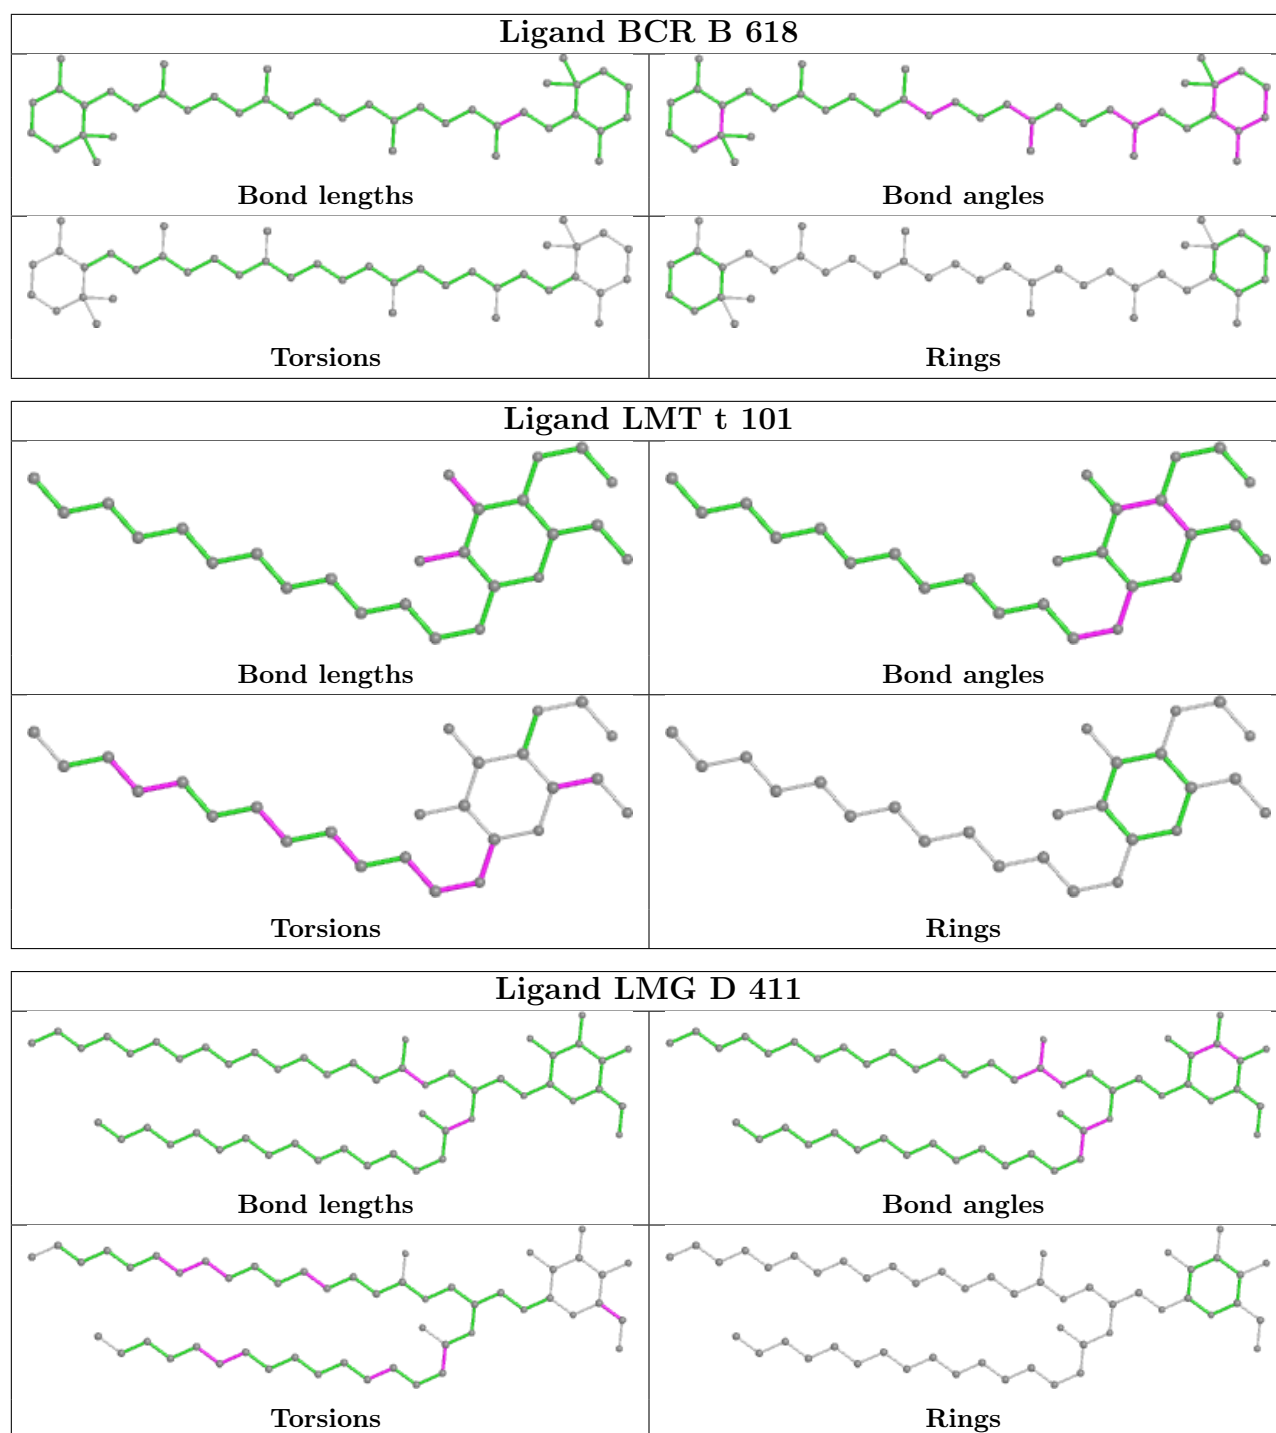 Ligand BCR B 618
Bond lengths
Bond angles
Torsions
Rings
Ligand LMT t 101
Bond lengths
Bond angles
Torsions
Rings
Ligand LMG D 411
Bond lengths
Bond angles
Torsions
Rings